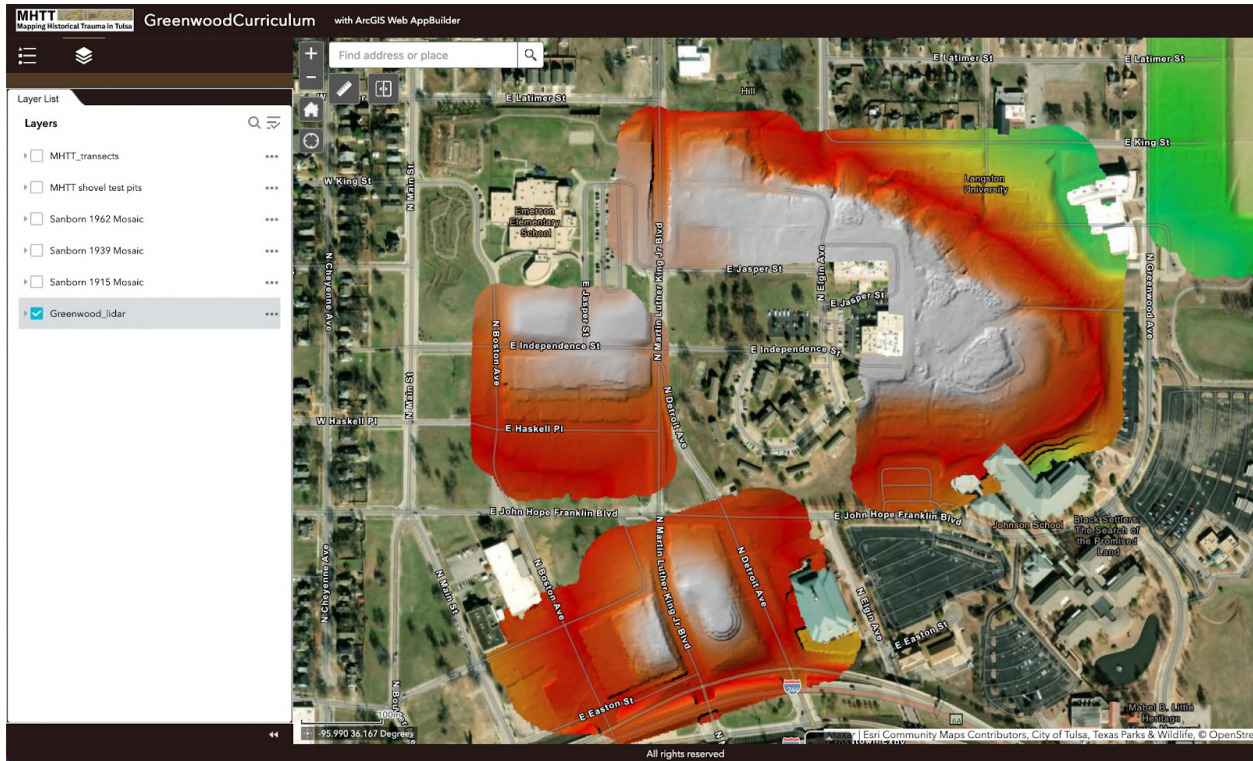 MHTT
Mapping Historical Trauma in Tulsa
GreenwoodCurriculum
with ArcGIS Web AppBuilder
Layer List
Layers
MHTT_transects
MHTT shovel test pits
Sanborn 1962 Mosaic
Sanborn 1939 Mosaic
Sanborn 1915 Mosaic
Greenwood_lidar
+
Find address or place
−
E Latimer St
E Latimer St
E Latimer St
Hill
E King St
W King St
N Main St
Langston
University
Emerson
Elementary
School
N Martin Luther King Jr Blvd
N Elgin Ave
N Greenwood Ave
N Cheyenne Ave
E Jasper St
E Jasper St
E Jasper St
N Boston Ave
E Independence St
E Independence St
N Main St
N Detroit Ave
W Haskell Pl
E Haskell Pl
E John Hope Franklin Blvd
E John Hope Franklin Blvd
Johnson School
Black Settlers:
The Search of
the Promised
Land
N Cheyenne Ave
N Main St
N Boston Ave
N Martin Luther King Jr Blvd
N Detroit Ave
N Elgin Ave
E Easton St
E Easton St
244
Mabel B. Little
Heritage
100m
-95.990 36.167 Degrees
Maxar | Esri Community Maps Contributors, City of Tulsa, Texas Parks & Wildlife, © OpenStre
All rights reserved